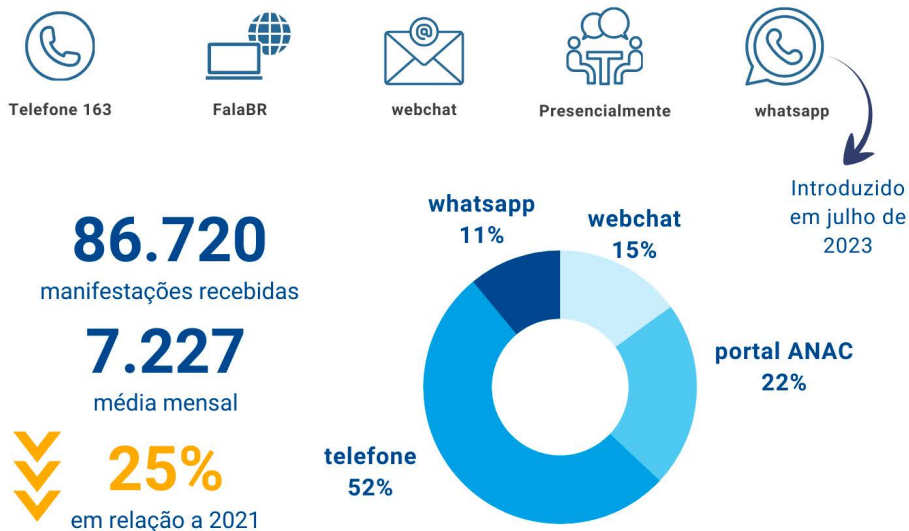 Telefone 163
FalaBR
@
webchat
Presencialmente
whatsapp
Introduzido
em julho de
2023
86.720
manifestações recebidas
7.227
média mensal
25%
em relação a 2021
whatsapp
11%
webchat
15%
portal ANAC
22%
telefone
52%